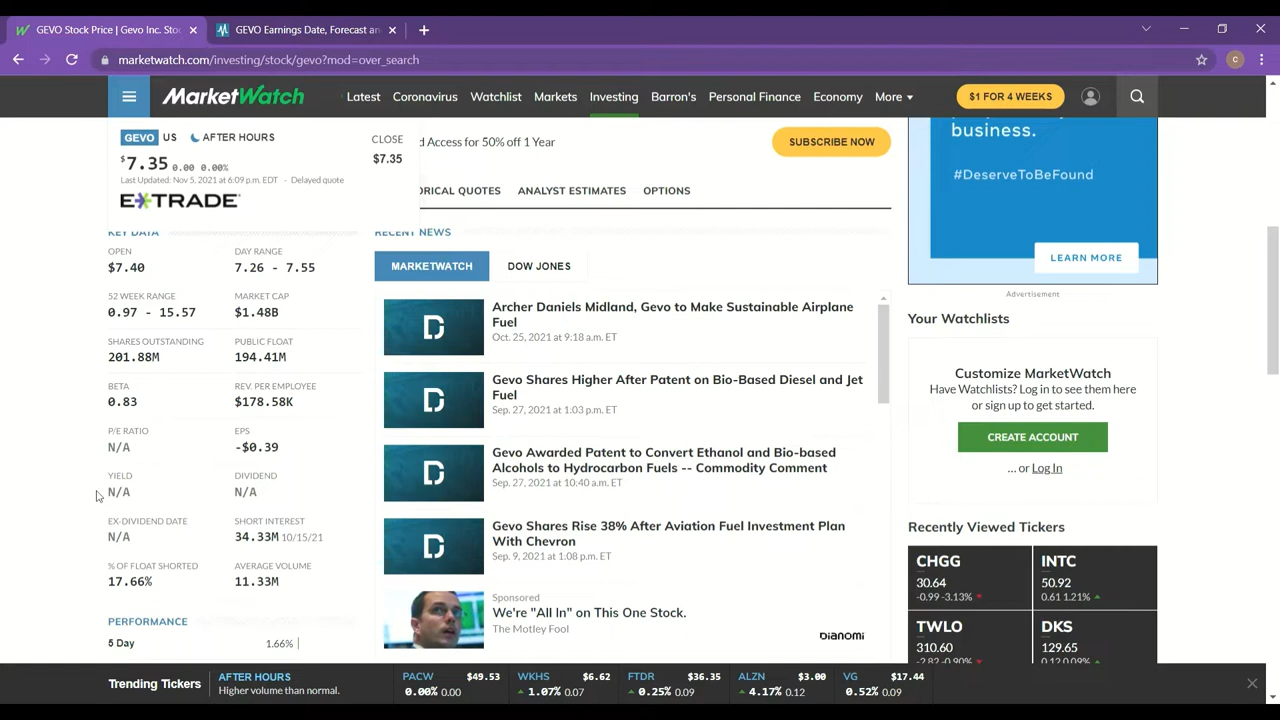 GEVO Stock Price | Gevo Inc. Stoc
GEVO Earnings Date, Forecast an
marketwatch.com/investing/stock/gevo?mod=over_search
MarketWatch
Latest
Coronavirus
Watchlist
Markets
Investing
Barron's
Personal Finance
Economy
More
$1 FOR 4 WEEKS
GEVO US AFTER HOURS
$7.35 0.00 0.00%
Last Updated: Nov 5, 2021 at 6:09 p.m. EDT - Delayed quote
E*TRADE
CLOSE
$7.35
d Access for 50% off 1 Year
SUBSCRIBE NOW
ORICAL QUOTES
ANALYST ESTIMATES
OPTIONS
KEY DATA
OPEN
$7.40
DAY RANGE
7.26 - 7.55
52 WEEK RANGE
0.97 - 15.57
MARKET CAP
$1.48B
SHARES OUTSTANDING
201.88M
PUBLIC FLOAT
194.41M
BETA
0.83
REV. PER EMPLOYEE
$178.58K
P/E RATIO
N/A
EPS
-$0.39
YIELD
N/A
DIVIDEND
N/A
EX-DIVIDEND DATE
N/A
SHORT INTEREST
34.33M 10/15/21
% OF FLOAT SHORTED
17.66%
AVERAGE VOLUME
11.33M
PERFORMANCE
5 Day
1.66%
RECENT NEWS
MARKETWATCH
DOW JONES
Archer Daniels Midland, Gevo to Make Sustainable Airplane
Fuel
Oct. 25, 2021 at 9:18 a.m. ET
Gevo Shares Higher After Patent on Bio-Based Diesel and Jet
Fuel
Sep. 27, 2021 at 1:03 p.m. ET
Gevo Awarded Patent to Convert Ethanol and Bio-based
Alcohols to Hydrocarbon Fuels -- Commodity Comment
Sep. 27, 2021 at 10:40 a.m. ET
Gevo Shares Rise 38% After Aviation Fuel Investment Plan
With Chevron
Sep. 9, 2021 at 1:08 p.m. ET
Sponsored
We're "All In" on This One Stock.
The Motley Fool
DIANOMI
business.
#DeserveToBeFound
LEARN MORE
Advertisement
Your Watchlists
Customize MarketWatch
Have Watchlists? Log in to see them here
or sign up to get started.
CREATE ACCOUNT
... or Log In
Recently Viewed Tickers
CHGG
30.64
-0.99 -3.13%
INTC
50.92
0.61 1.21%
TWLO
310.60
-2.82 -0.90%
DKS
129.65
0.12 0.09%
Trending Tickers
AFTER HOURS
Higher volume than normal.
PACW $49.53
0.00% 0.00
WKHS $6.62
1.07% 0.07
FTDR $36.35
0.25% 0.09
ALZN $3.00
4.17% 0.12
VG $17.44
0.52% 0.09